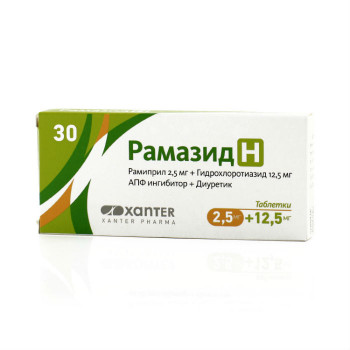 30
Рамазид Н
Рамиприл 2,5 мг + Гидрохлоротиазид 12,5 мг
АПФ ингибитор + Диуретик
XANTER
XANTER PHARMA
Таблетки
2,5 мг + 12,5 мг